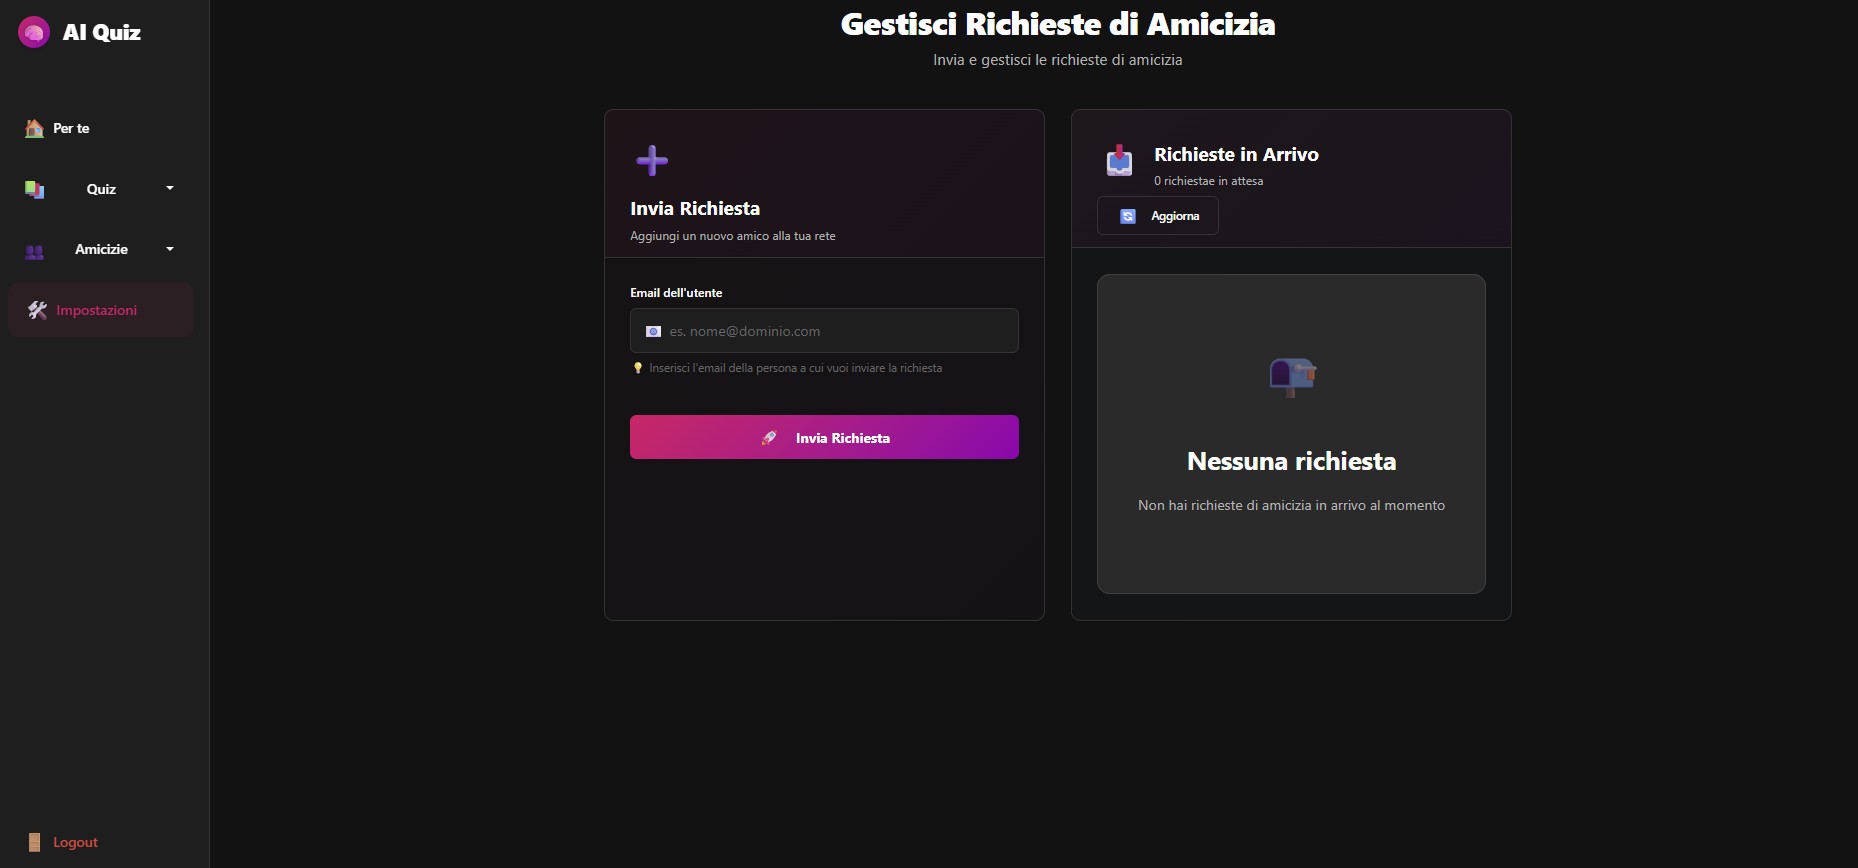 AI Quiz
Per te
Quiz
Amicizie
Impostazioni
Logout
Gestisci Richieste di Amicizia
Invia e gestisci le richieste di amicizia
Invia Richiesta
Aggiungi un nuovo amico alla tua rete
Email dell'utente
es. nome@dominio.com
Inserisci l'email della persona a cui vuoi inviare la richiesta
Invia Richiesta
Richieste in Arrivo
0 richiestae in attesa
Aggiorna
Nessuna richiesta
Non hai richieste di amicizia in arrivo al momento